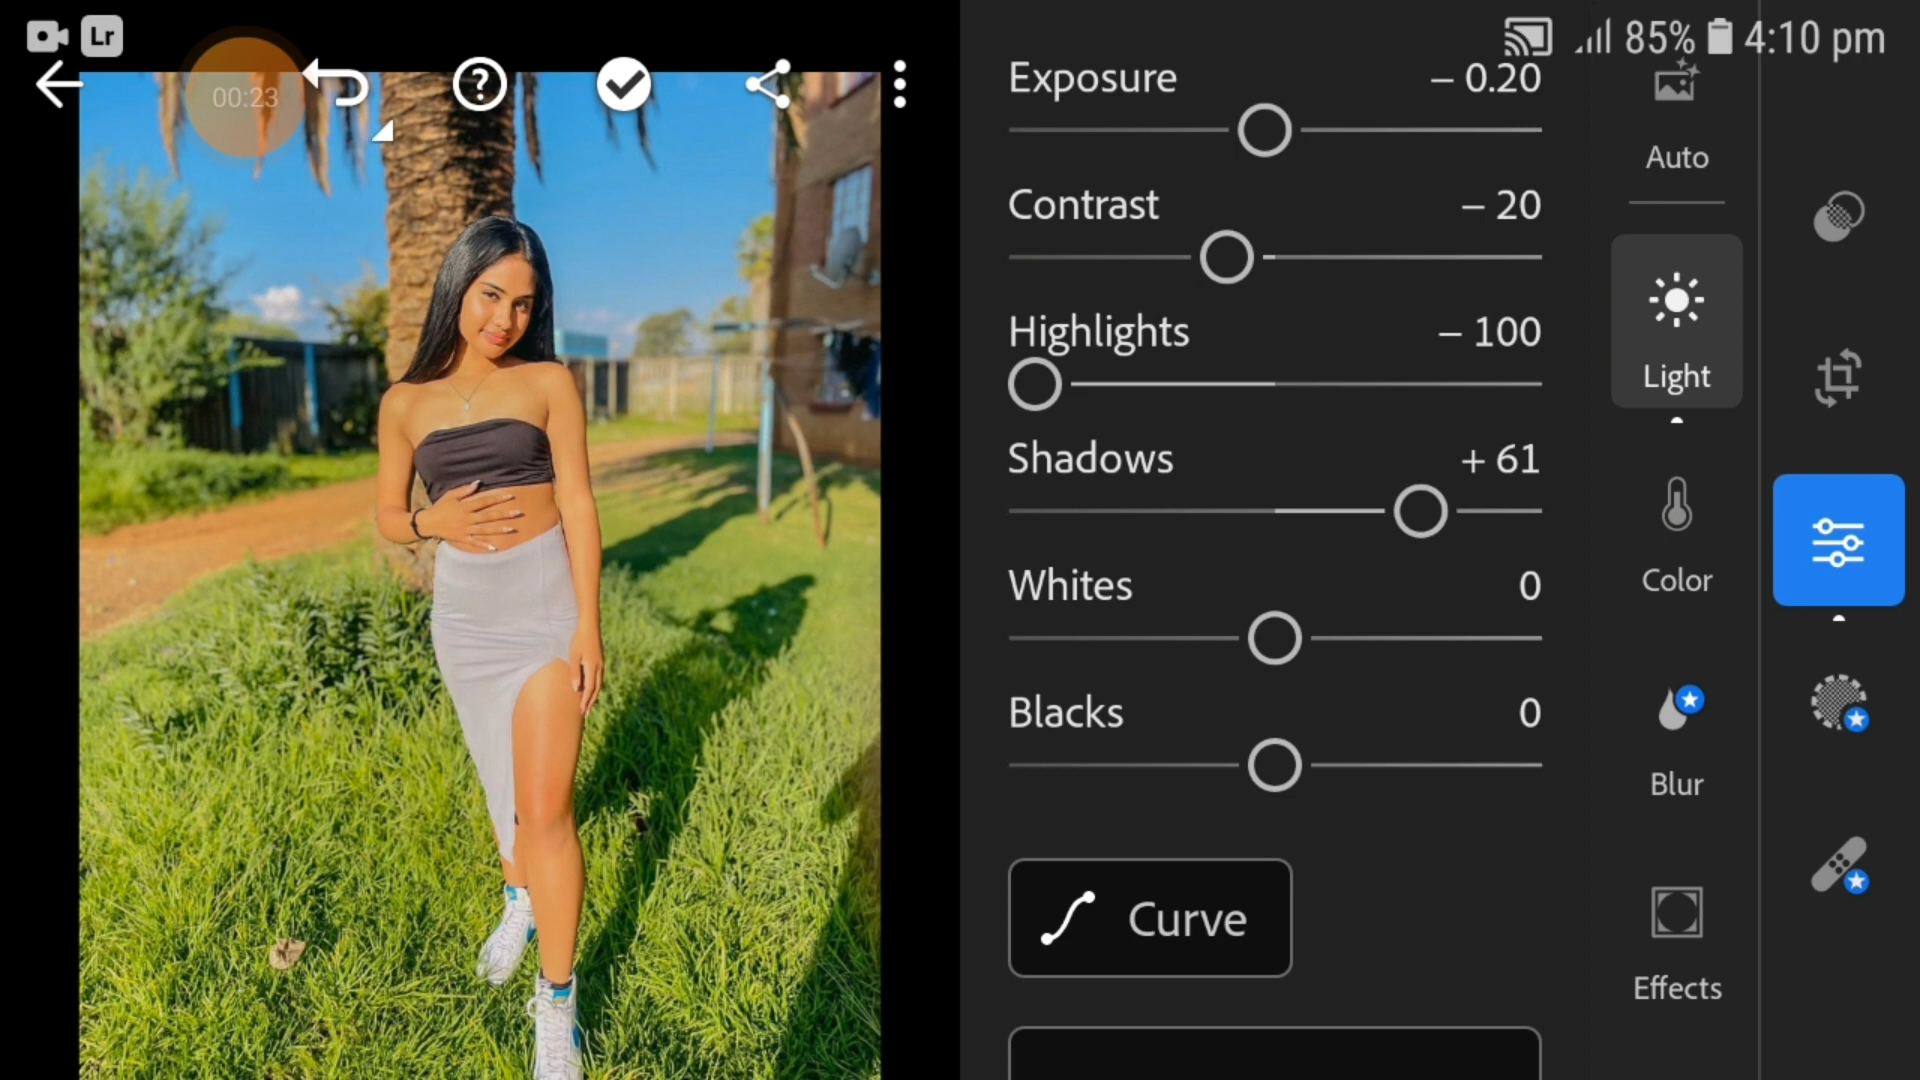 Lr
85% 4:10 pm
00:23
?
Exposure – 0.20
Contrast – 20
Highlights – 100
Shadows + 61
Whites 0
Blacks 0
Curve
Auto
Light
Color
Blur
Effects